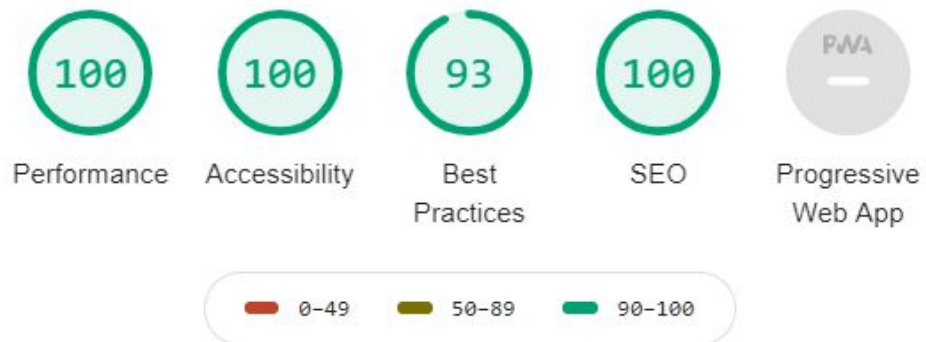 100 100 93 100 PWA
Performance Accessibility Best Practices SEO Progressive Web App
0–49 50–89 90–100